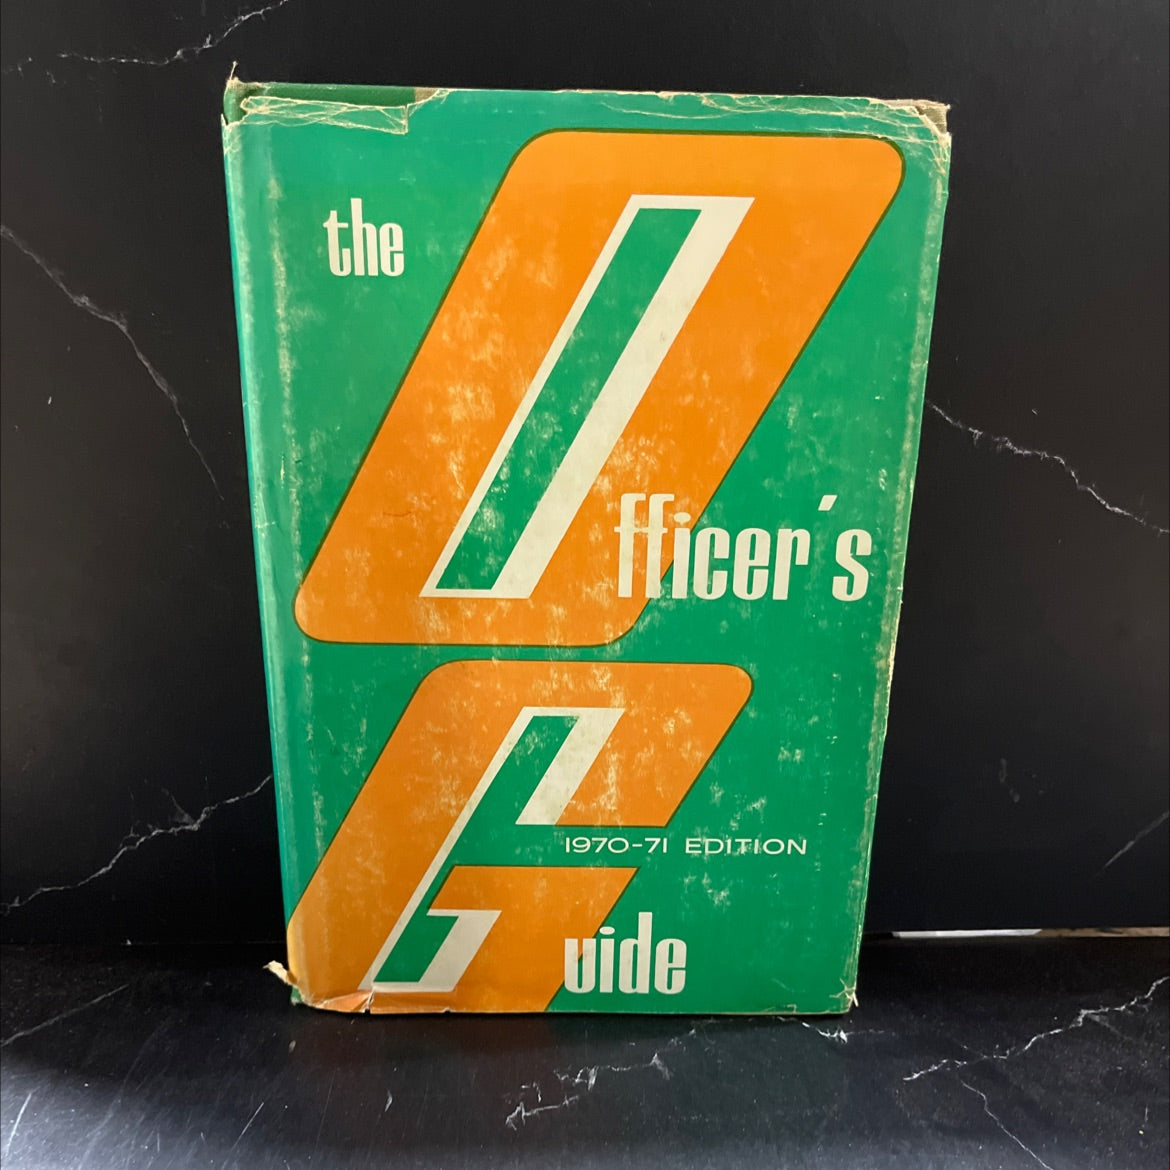 the
Officer's
1970-71 EDITION
Guide